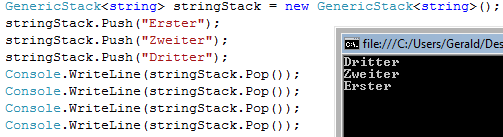 GenericStack<string> stringStack = new GenericStack<string>();
stringStack.Push("Erster");
stringStack.Push("Zweiter");
stringStack.Push("Dritter");
Console.WriteLine(stringStack.Pop());
Console.WriteLine(stringStack.Pop());
Console.WriteLine(stringStack.Pop());
Console.WriteLine(stringStack.Pop());
file:///C:/Users/Gerald/Des
Dritter
Zweiter
Erster